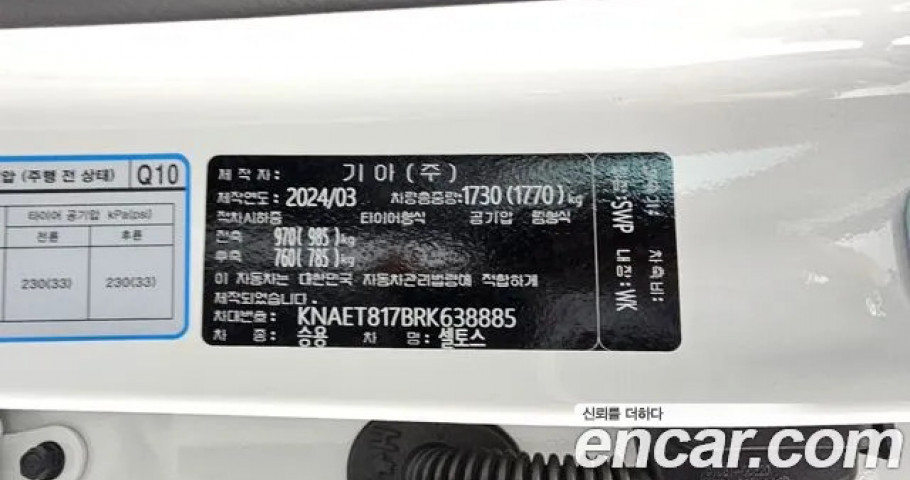 압 (주행 전 상태) Q10
타이어 공기압 kPa(psi)
전륜 후륜
230(33) 230(33)
제 작 자 : 기 아 ( 주 )
제작연도 : 2024/03 차량총중량:1730 (1770) kg
적차시하중 타이어형식 공기압 림형식
전축 970( 985) kg
후축 760( 785) kg
이 자동차는 대한민국 자동차관리법령에 적합하게
제작되었습니다.
차대번호 : KNAET817BRK638885
차 종 : 승용 차 명 : 셀토스
:SWP 내장:WK
차축비:
신뢰를 더하다
encar.com